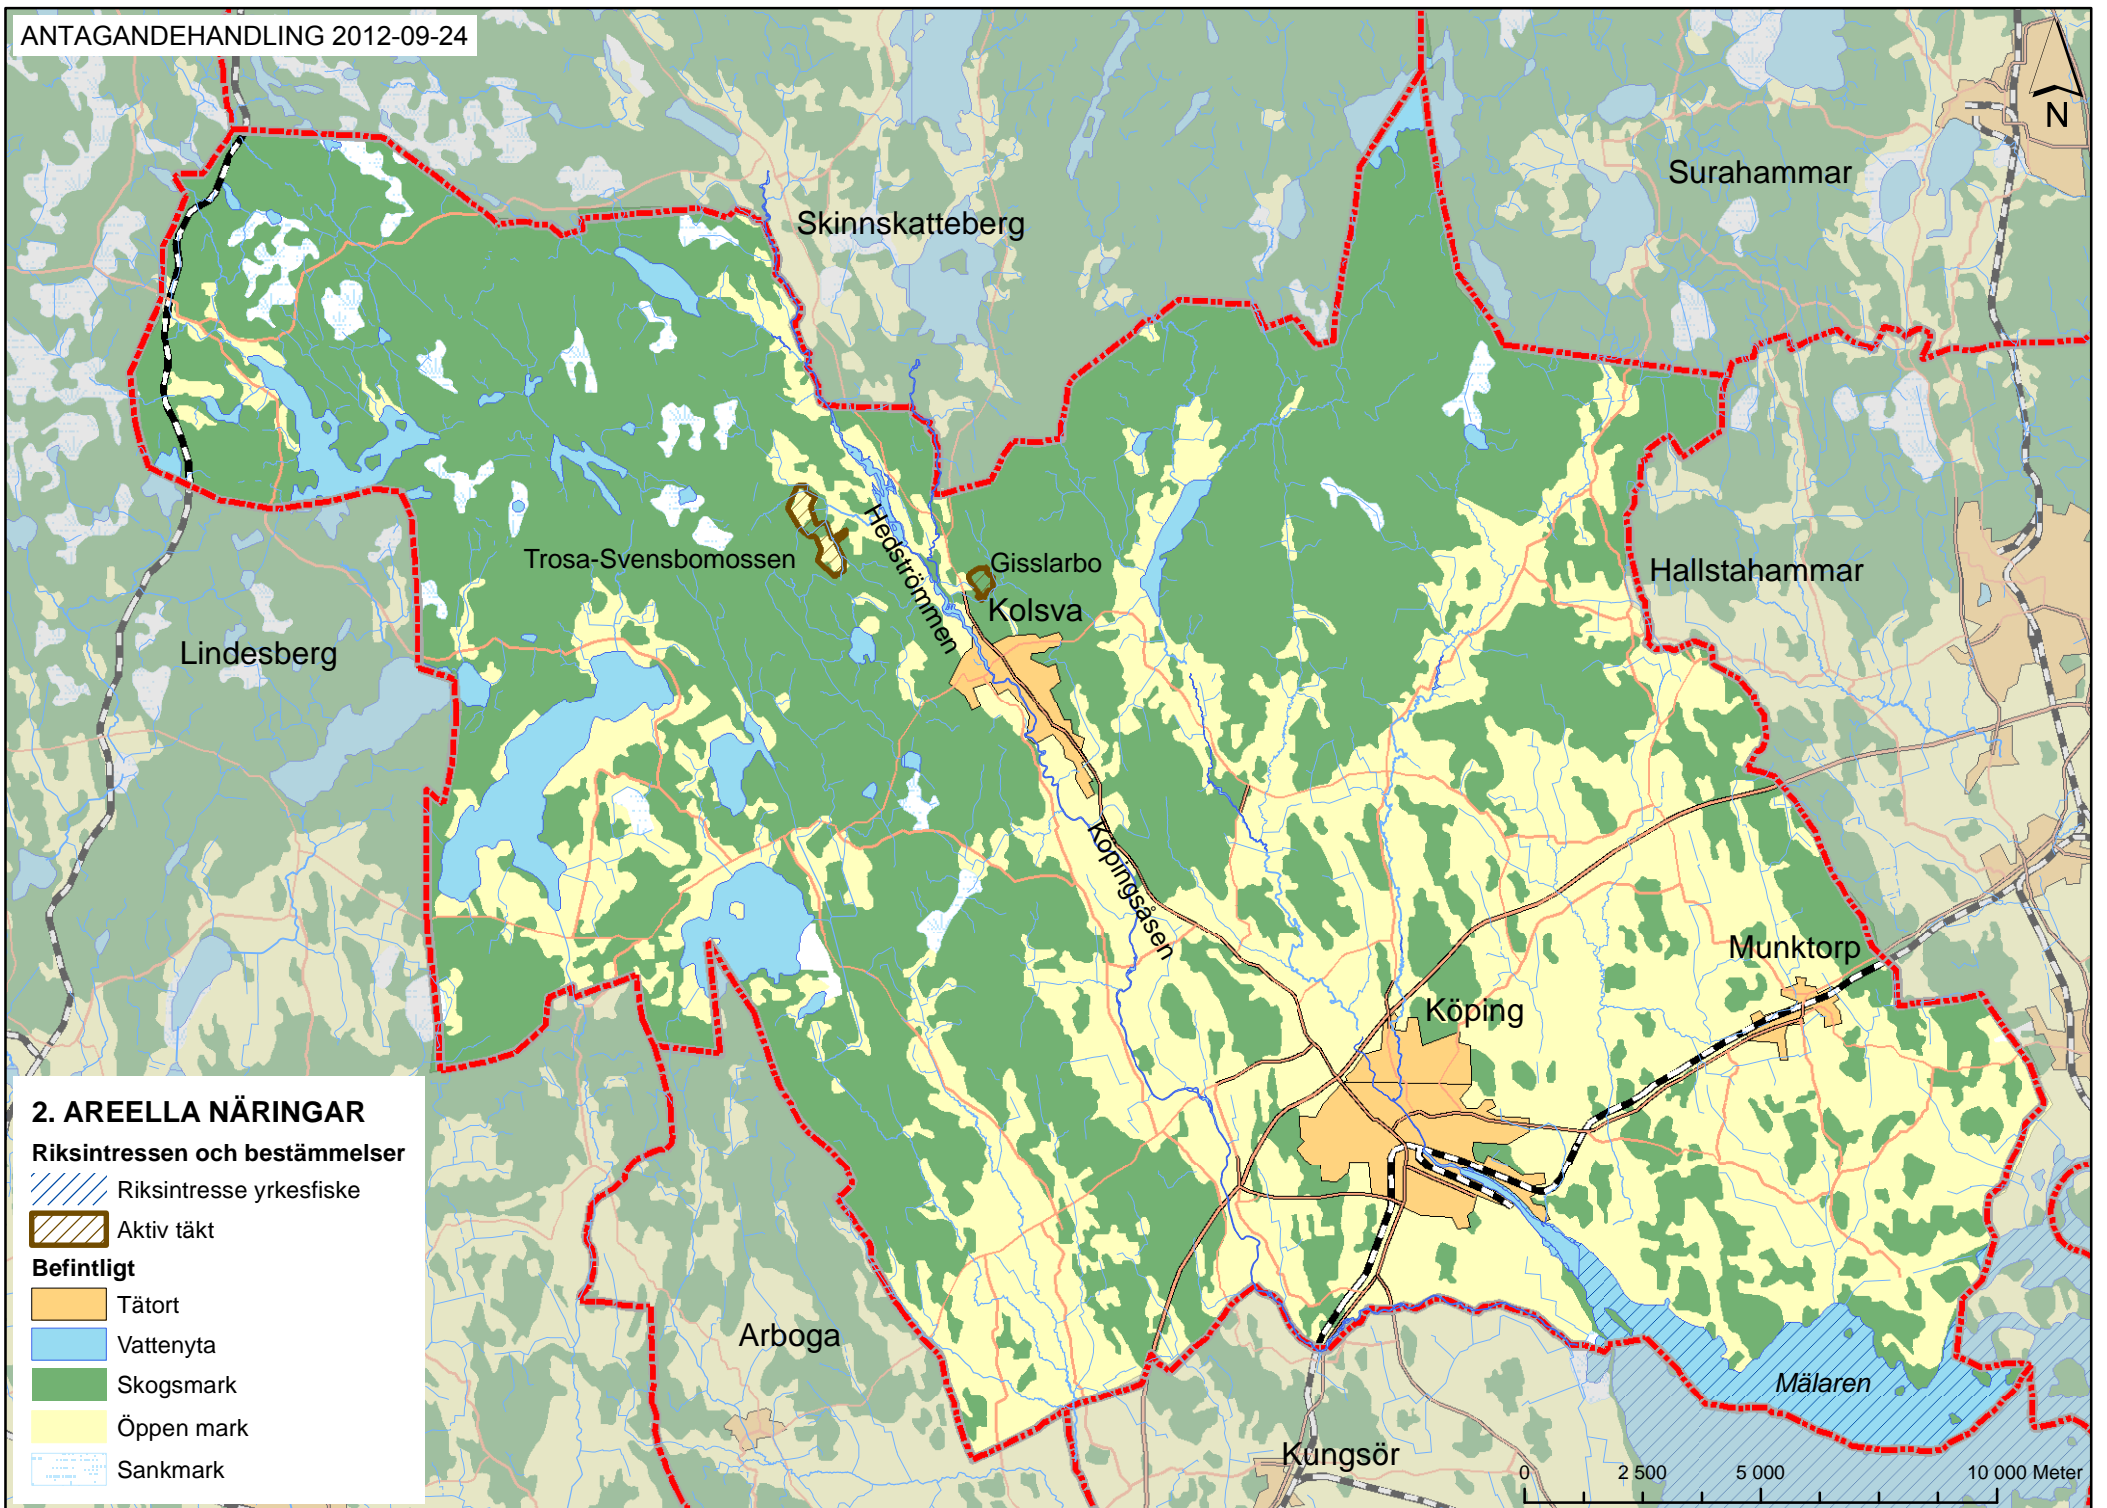 ANTAGANDEHANDLING 2012-09-24
N
Surahammar
Skinnskatteberg
Hedströmmen
Trosa-Svensbomossen
Gisslarbo
Hallstahammar
Kolsva
Lindesberg
Köpingsåsen
Munktorp
Köping
Arboga
Mälaren
Kungsör
0 2 500 5 000 10 000 Meter
2. AREELLA NÄRINGAR
Riksintressen och bestämmelser
Riksintresse yrkesfiske
Aktiv täkt
Befintligt
Tätort
Vattenyta
Skogsmark
Öppen mark
Sankmark